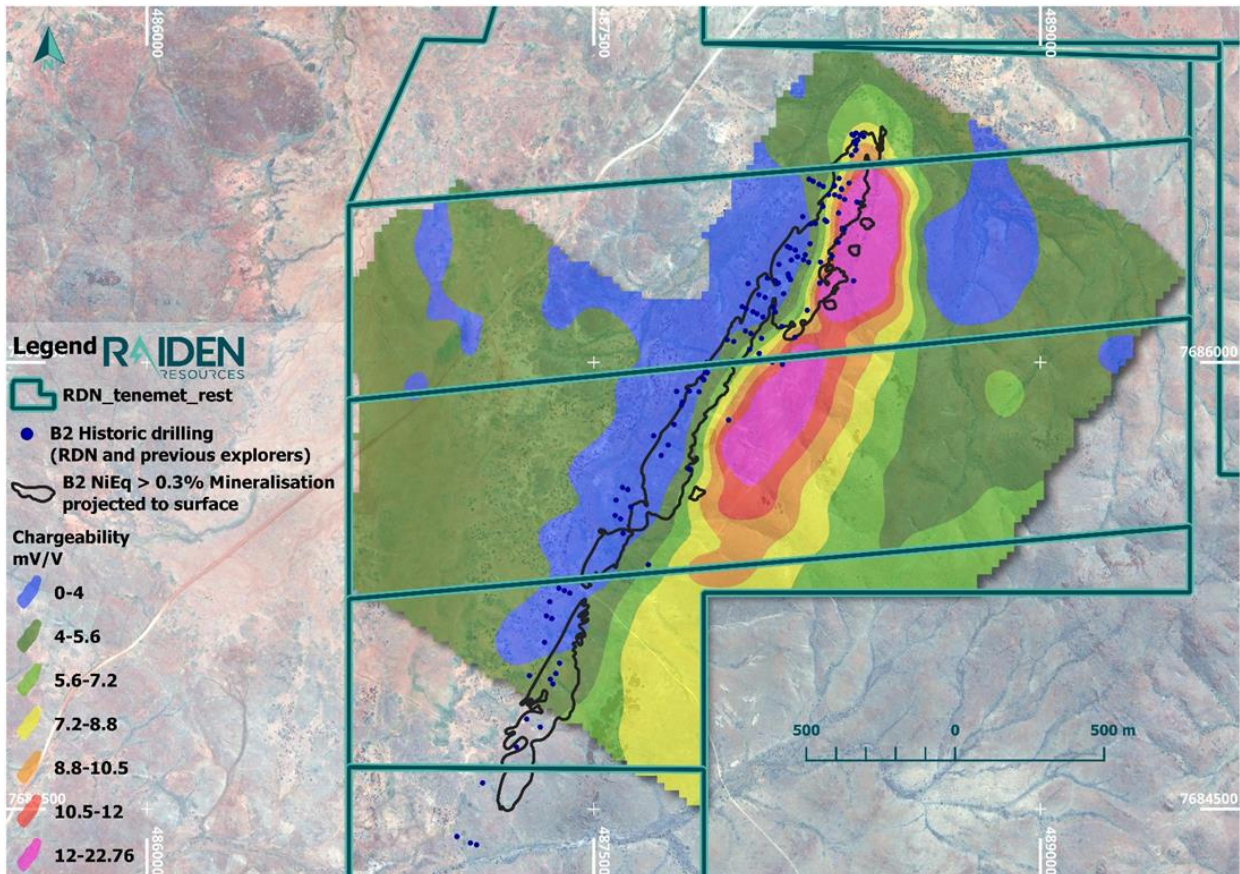 486000
487500
489000
7686000
Legend RAIDEN
RESOURCES
RDN_tenemet_rest
B2 Historic drilling
(RDN and previous explorers)
B2 NiEq > 0.3% Mineralisation
projected to surface
Chargeability
mV/V
0-4
4-5.6
5.6-7.2
7.2-8.8
8.8-10.5
10.5-12
12-22.76
500 0 500 m
7684500
486000
487500
489000